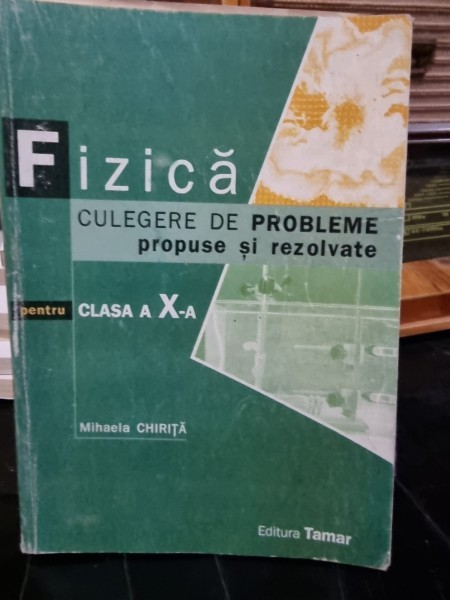 Fizică
CULEGERE DE PROBLEME
propuse și rezolvate
pentru CLASA A X-A
Mihaela CHIRIȚĂ
Editura Tamar